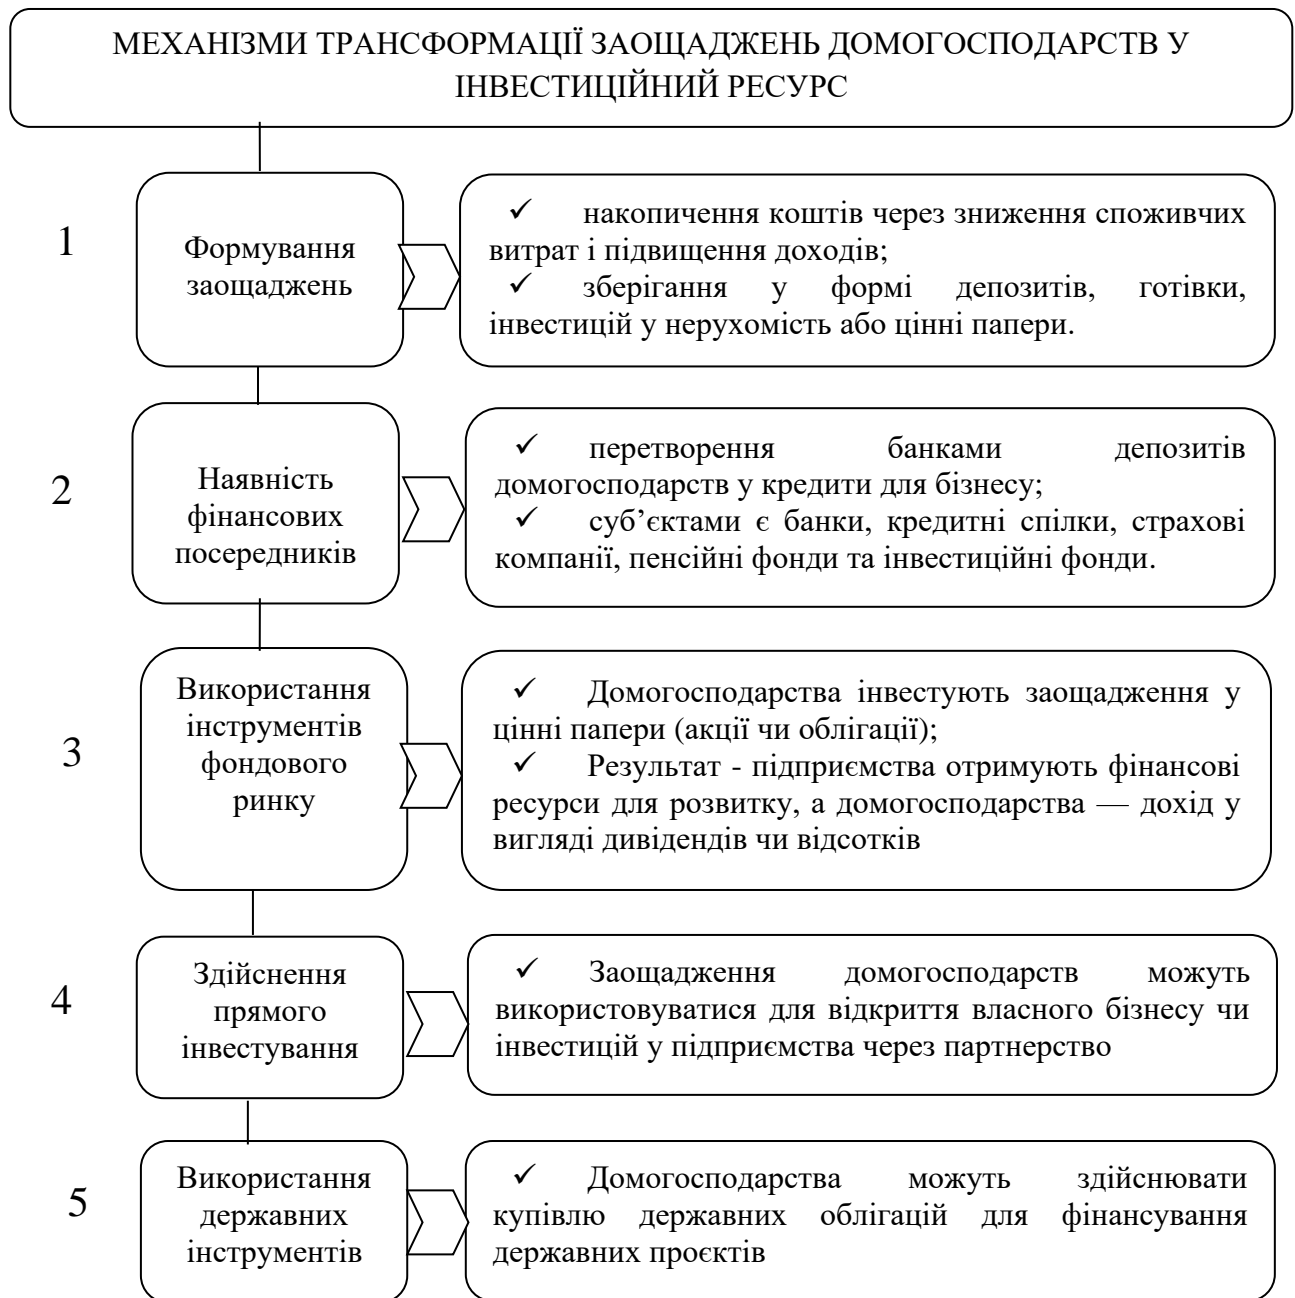 МЕХАНІЗМИ ТРАНСФОРМАЦІЇ ЗАОЩАДЖЕНЬ ДОМОГОСПОДАРСТВ У
ІНВЕСТИЦІЙНИЙ РЕСУРС
1
Формування
заощаджень
✓ накопичення коштів через зниження споживчих
витрат і підвищення доходів;
✓ зберігання у формі депозитів, готівки,
інвестицій у нерухомість або цінні папери.
2
Наявність
фінансових
посередників
✓ перетворення банками депозитів
домогосподарств у кредити для бізнесу;
✓ суб’єктами є банки, кредитні спілки, страхові
компанії, пенсійні фонди та інвестиційні фонди.
3
Використання
інструментів
фондового
ринку
✓ Домогосподарства інвестують заощадження у
цінні папери (акції чи облігації);
✓ Результат - підприємства отримують фінансові
ресурси для розвитку, а домогосподарства — дохід у
вигляді дивідендів чи відсотків
4
Здійснення
прямого
інвестування
✓ Заощадження домогосподарств можуть
використовуватися для відкриття власного бізнесу чи
інвестицій у підприємства через партнерство
5
Використання
державних
інструментів
✓ Домогосподарства можуть здійснювати
купівлю державних облігацій для фінансування
державних проєктів